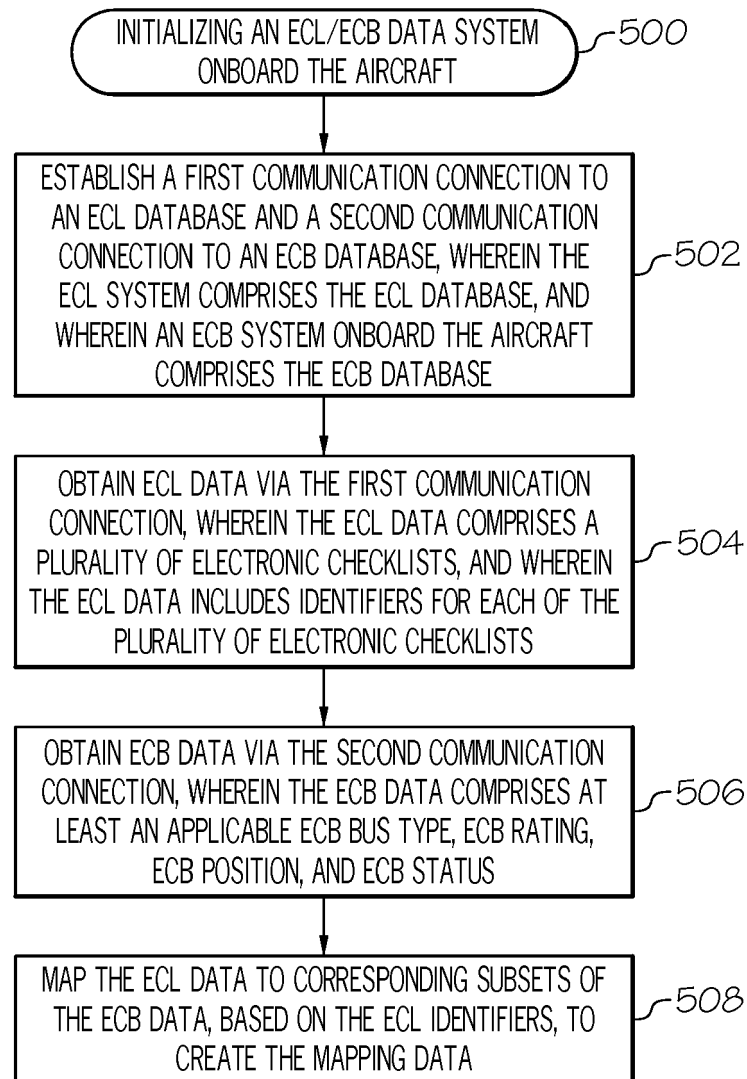 INITIALIZING AN ECL/ECB DATA SYSTEM
ONBOARD THE AIRCRAFT
500
ESTABLISH A FIRST COMMUNICATION CONNECTION TO
AN ECL DATABASE AND A SECOND COMMUNICATION
CONNECTION TO AN ECB DATABASE, WHEREIN THE
ECL SYSTEM COMPRISES THE ECL DATABASE, AND
WHEREIN AN ECB SYSTEM ONBOARD THE AIRCRAFT
COMPRISES THE ECB DATABASE
502
OBTAIN ECL DATA VIA THE FIRST COMMUNICATION
CONNECTION, WHEREIN THE ECL DATA COMPRISES A
PLURALITY OF ELECTRONIC CHECKLISTS, AND WHEREIN
THE ECL DATA INCLUDES IDENTIFIERS FOR EACH OF THE
PLURALITY OF ELECTRONIC CHECKLISTS
504
OBTAIN ECB DATA VIA THE SECOND COMMUNICATION
CONNECTION, WHEREIN THE ECB DATA COMPRISES AT
LEAST AN APPLICABLE ECB BUS TYPE, ECB RATING,
ECB POSITION, AND ECB STATUS
506
MAP THE ECL DATA TO CORRESPONDING SUBSETS OF
THE ECB DATA, BASED ON THE ECL IDENTIFIERS, TO
CREATE THE MAPPING DATA
508